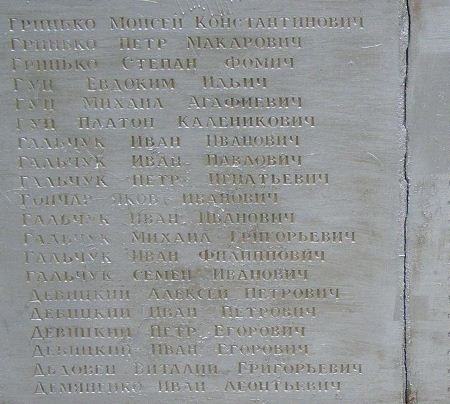 Гринько Моисей Константинович
Гринько Петр Макарович
Гринько Степан Фомич
Гуц Евдоким Ильич
Гуц Михаил Агафиевич
Гуц Платон Каленикович
Гальчук Иван Иванович
Гальчук Иван Павлович
Гальчук Петр Игнатьевич
Гончар Яков Иванович
Гальчук Иван Иванович
Гальчук Михаил Григорьевич
Гальчук Иван Филиппович
Гальчук Семен Иванович
Девицкий Алексей Петрович
Девицкий Иван Петрович
Девицкий Петр Егорович
Девицкий Иван Егорович
Дедовец Виталий Григорьевич
Демяненко Иван Леонтьевич